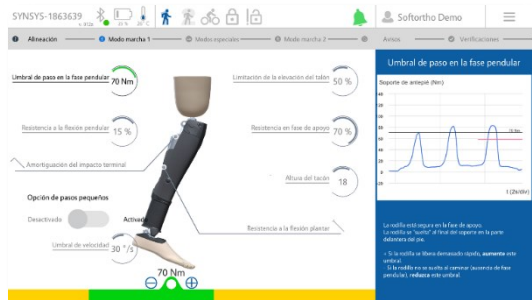 SYNSYS-1863639
Softortho Demo
Alineación
Modo marcha 1
Modos especiales
Modo marcha 2
Avisos
Verificaciones
Umbral de paso en la fase pendular
70 Nm
Resistencia a la flexión pendular
15 %
Amortiguación del impacto terminal
Opción de pasos pequeños
Desactivado
Activado
Umbral de velocidad
30 °/s
Limitación de la elevación del talón
50 %
Resistencia en fase de apoyo
70 %
Altura del tacón
18
Resistencia a la flexión plantar
70 Nm
Umbral de paso en la fase pendular
Soporte de antepié (Nm)
t (2s/div)
La rodilla está segura en la fase de apoyo.
La rodilla se "suelta" al final del soporte en la parte
delantera del pie.
- Si la rodilla se libera demasiado rápido, aumente este
umbral
Si la rodilla no se suelta al caminar (ausencia de fase
pendular), reduzca este umbral